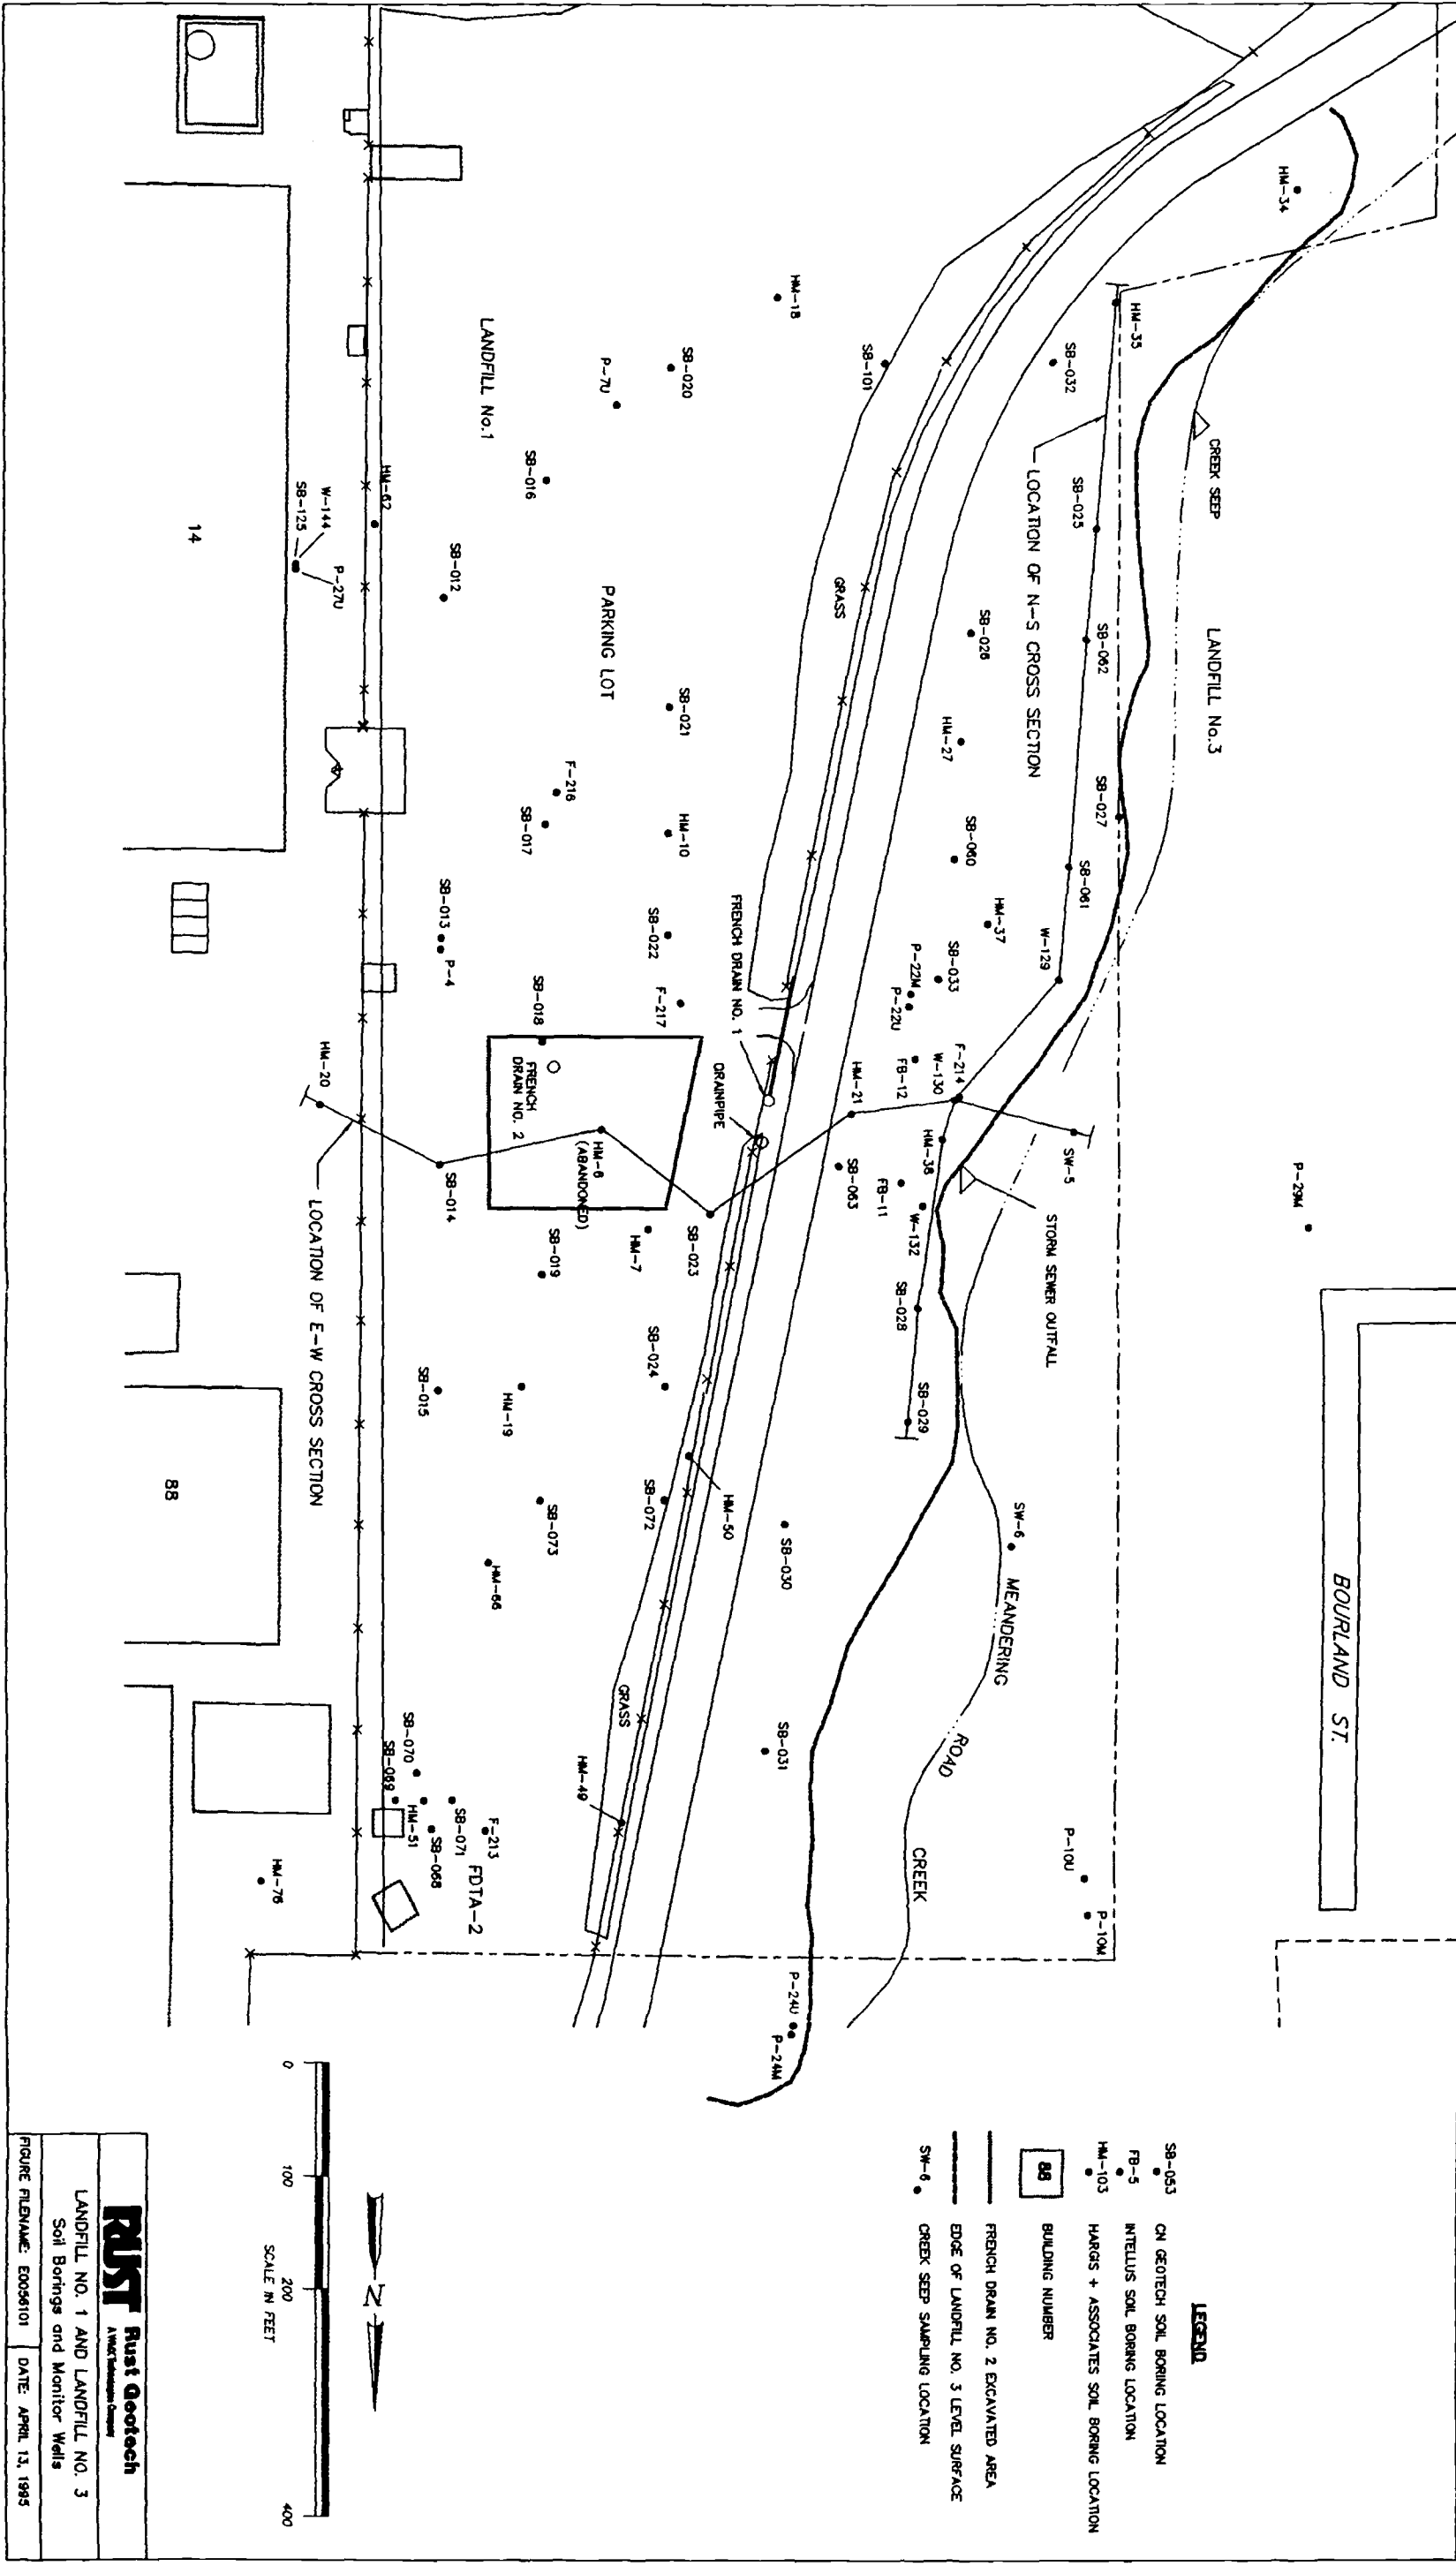 HM-34
HM-35
SB-032
SB-101
HM-18
SB-020
P-7U
LANDFILL No.1
SB-016
HM-62
W-144
SB-125
P-27U
14
SB-012
PARKING LOT
GRASS
CREEK SEEP
LANDFILL No.3
LOCATION OF N-S CROSS SECTION
SB-025
SB-062
SB-026
HM-27
SB-027
SB-061
SB-060
HM-37
W-129
SB-021
F-216
SB-017
HM-10
SB-022
F-217
FRENCH DRAIN NO. 1
SB-013
P-4
SB-018
FRENCH
DRAIN NO. 2
DRAINPIPE
SB-033
P-22M
P-22U
FB-12
F-214
W-130
HM-21
HM-38
SW-5
SB-063
FB-11
W-132
STORM SEWER OUTFALL
P-29M
HM-20
SB-014
HM-6
(ABANDONED)
HM-7
SB-023
SB-019
LOCATION OF E-W CROSS SECTION
SB-028
SB-029
SB-024
HM-19
SB-015
88
SB-073
SB-072
HM-50
HM-66
SB-030
SW-6
MEANDERING
ROAD
CREEK
BOURLAND ST.
SB-031
GRASS
HM-49
SB-070
SB-069
HM-51
SB-068
SB-071
F-213
FDTA-2
HM-76
P-10U
P-10M
P-24U
P-24M
LEGEND
SB-053
CN GEOTECH SOIL BORING LOCATION
FB-5
INTELLUS SOIL BORING LOCATION
HM-103
HARGIS + ASSOCIATES SOIL BORING LOCATION
88
BUILDING NUMBER
FRENCH DRAIN NO. 2 EXCAVATED AREA
EDGE OF LANDFILL NO. 3 LEVEL SURFACE
SW-6
CREEK SEEP SAMPLING LOCATION
N
0 100 200 400
SCALE IN FEET
RUST Rust Geotech
LANDFILL NO. 1 AND LANDFILL NO. 3
Soil Borings and Monitor Wells
FIGURE FILENAME: E0056101
DATE: APRIL 13, 1995